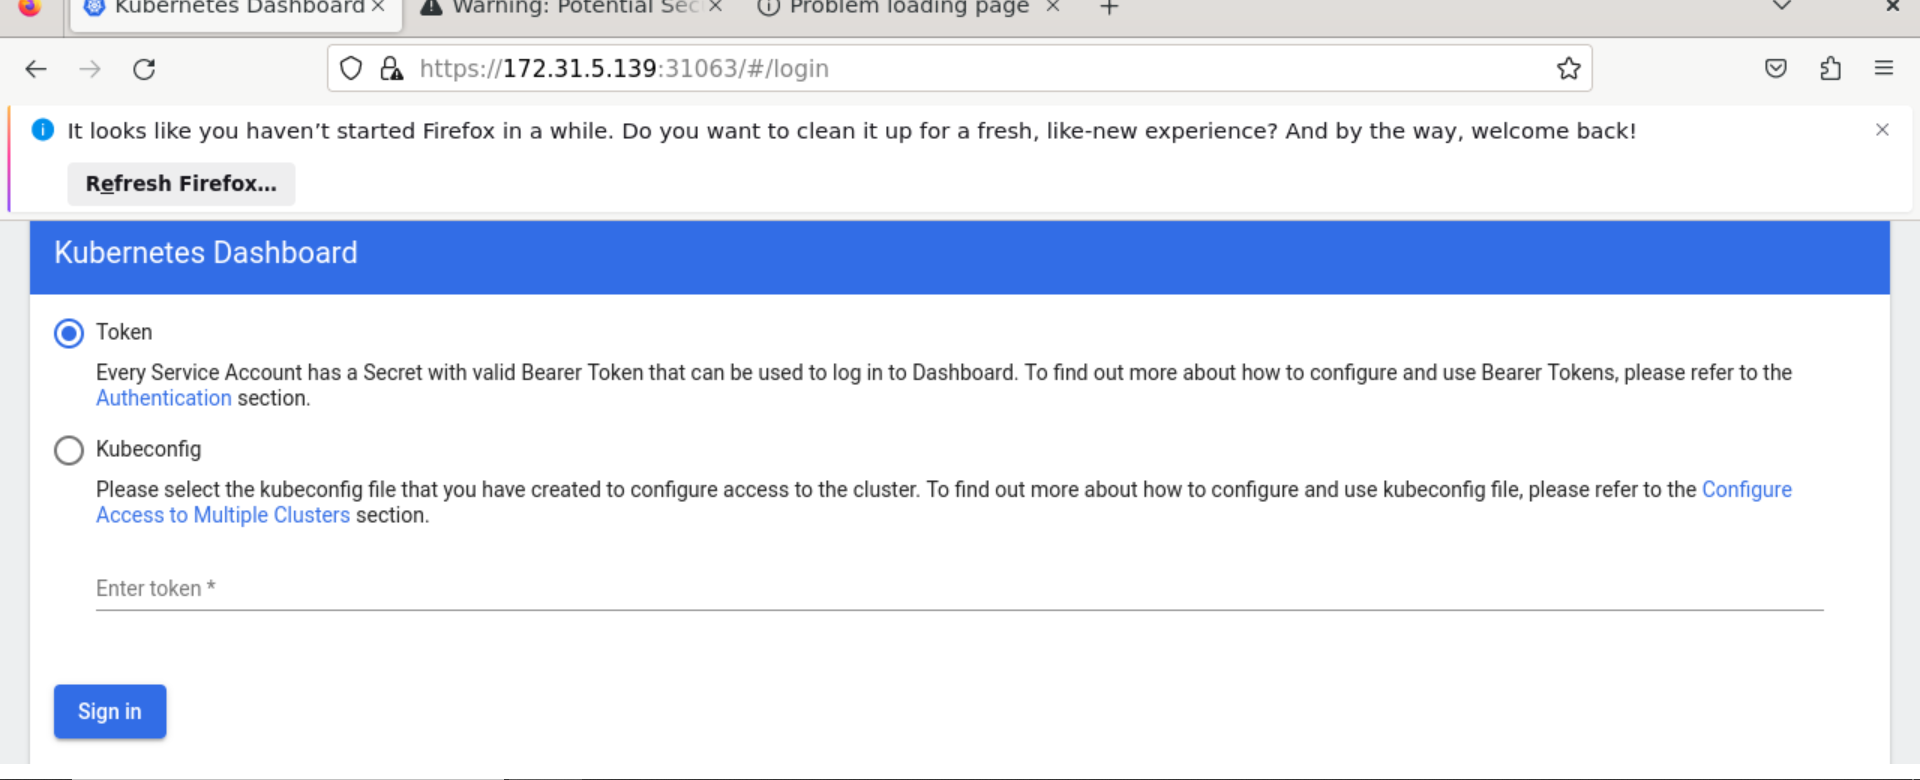 Kubernetes Dashboard
Warning: Potential Sec
Problem loading page
https://172.31.5.139:31063/#/login
It looks like you haven’t started Firefox in a while. Do you want to clean it up for a fresh, like-new experience? And by the way, welcome back!
Refresh Firefox...
Kubernetes Dashboard
Token
Every Service Account has a Secret with valid Bearer Token that can be used to log in to Dashboard. To find out more about how to configure and use Bearer Tokens, please refer to the
Authentication section.
Kubeconfig
Please select the kubeconfig file that you have created to configure access to the cluster. To find out more about how to configure and use kubeconfig file, please refer to the Configure
Access to Multiple Clusters section.
Enter token *
Sign in